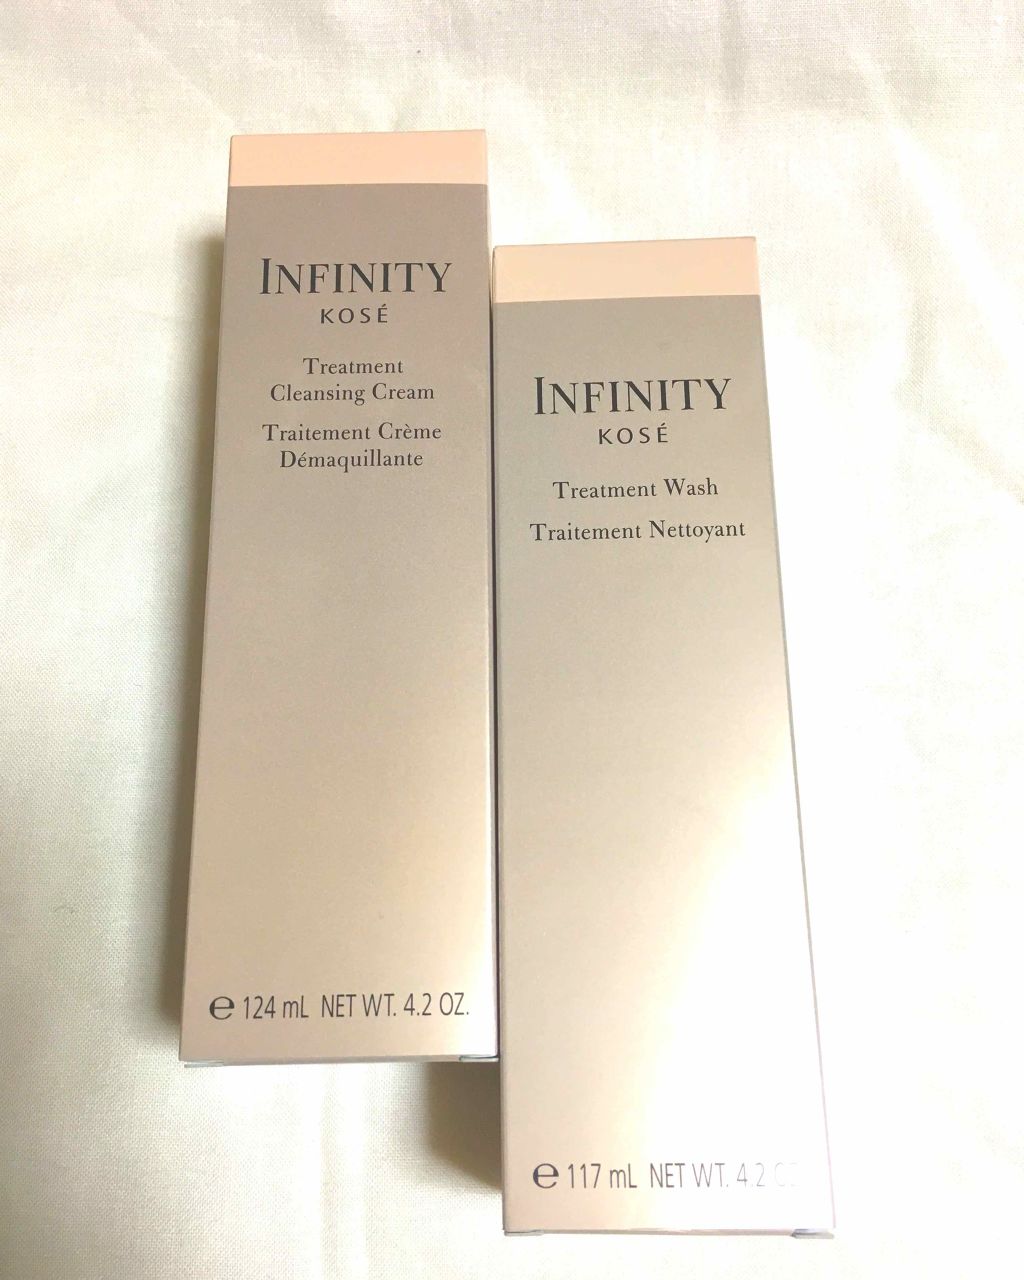 INFINITY
KOSÉ
Treatment
Cleansing Cream
Traitement Crème
Démaquillante
℮ 124 mL NET WT. 4.2 OZ.
INFINITY
KOSÉ
Treatment Wash
Traitement Nettoyant
℮ 117 mL NET WT. 4.2 OZ